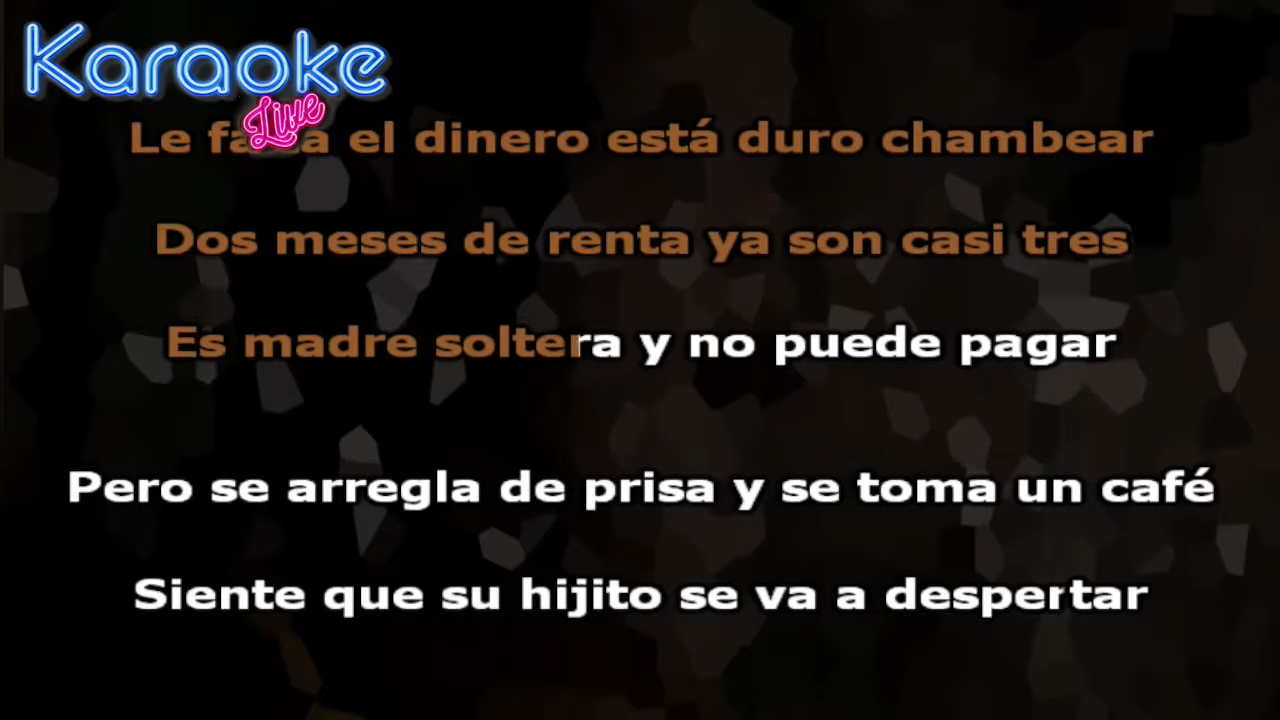 Karaoke
Live
Le el dinero está duro chambear
Dos meses de renta ya son casi tres
Es madre soltera y no puede pagar
Pero se arregla de prisa y se toma un café
Siente que su hijito se va a despertar